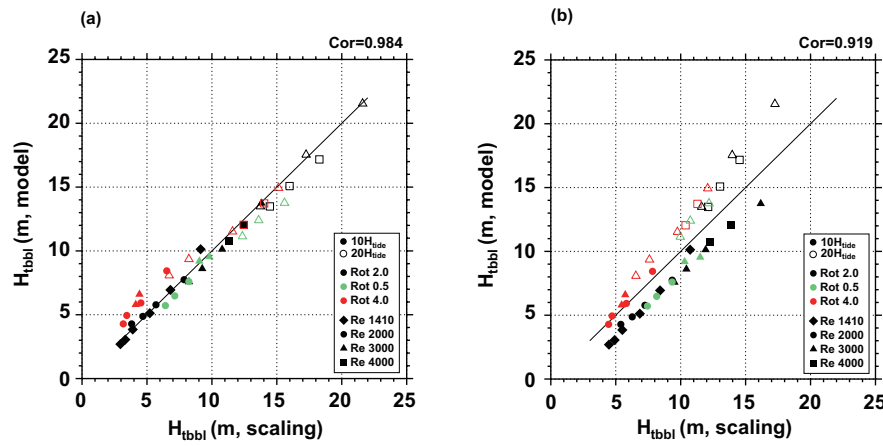 (a)
Cor=0.984
25
20
15
10
5
0
H_tbbl (m, model)
10H_tide
20H_tide
Rot 2.0
Rot 0.5
Rot 4.0
Re 1410
Re 2000
Re 3000
Re 4000
0 5 10 15 20 25
H_tbbl (m, scaling)
(b)
Cor=0.919
25
20
15
10
5
0
H_tbbl (m, model)
10H_tide
20H_tide
Rot 2.0
Rot 0.5
Rot 4.0
Re 1410
Re 2000
Re 3000
Re 4000
0 5 10 15 20 25
H_tbbl (m, scaling)